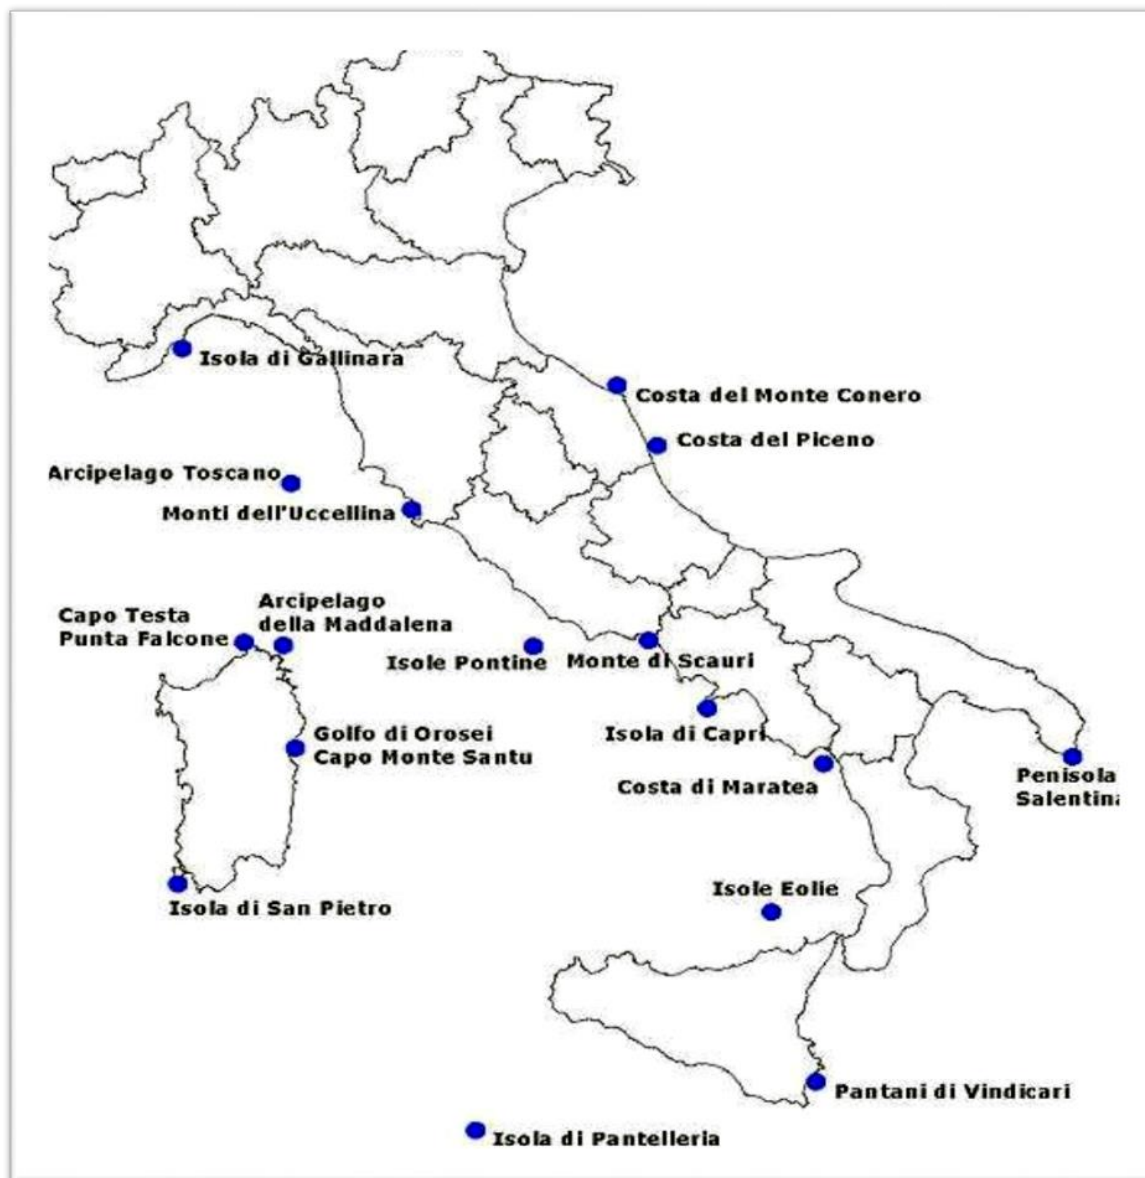 Isola di Gallinara
Costa del Monte Conero
Costa del Piceno
Arcipelago Toscano
Monti dell'Uccellina
Capo Testa
Punta Falcone
Arcipelago
della Maddalena
Isole Pontine
Monte di Scauri
Golfo di Orosei
Capo Monte Santu
Isola di Capri
Costa di Maratea
Penisola
Salentina
Isola di San Pietro
Isole Eolie
Pantani di Vindicari
Isola di Pantelleria